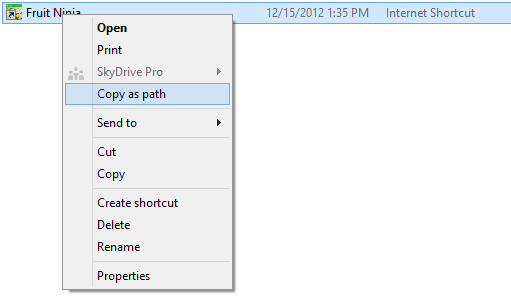 Fruit Ninja 12/15/2012 1:35 PM Internet Shortcut
Open
Print
SkyDrive Pro
Copy as path
Send to
Cut
Copy
Create shortcut
Delete
Rename
Properties